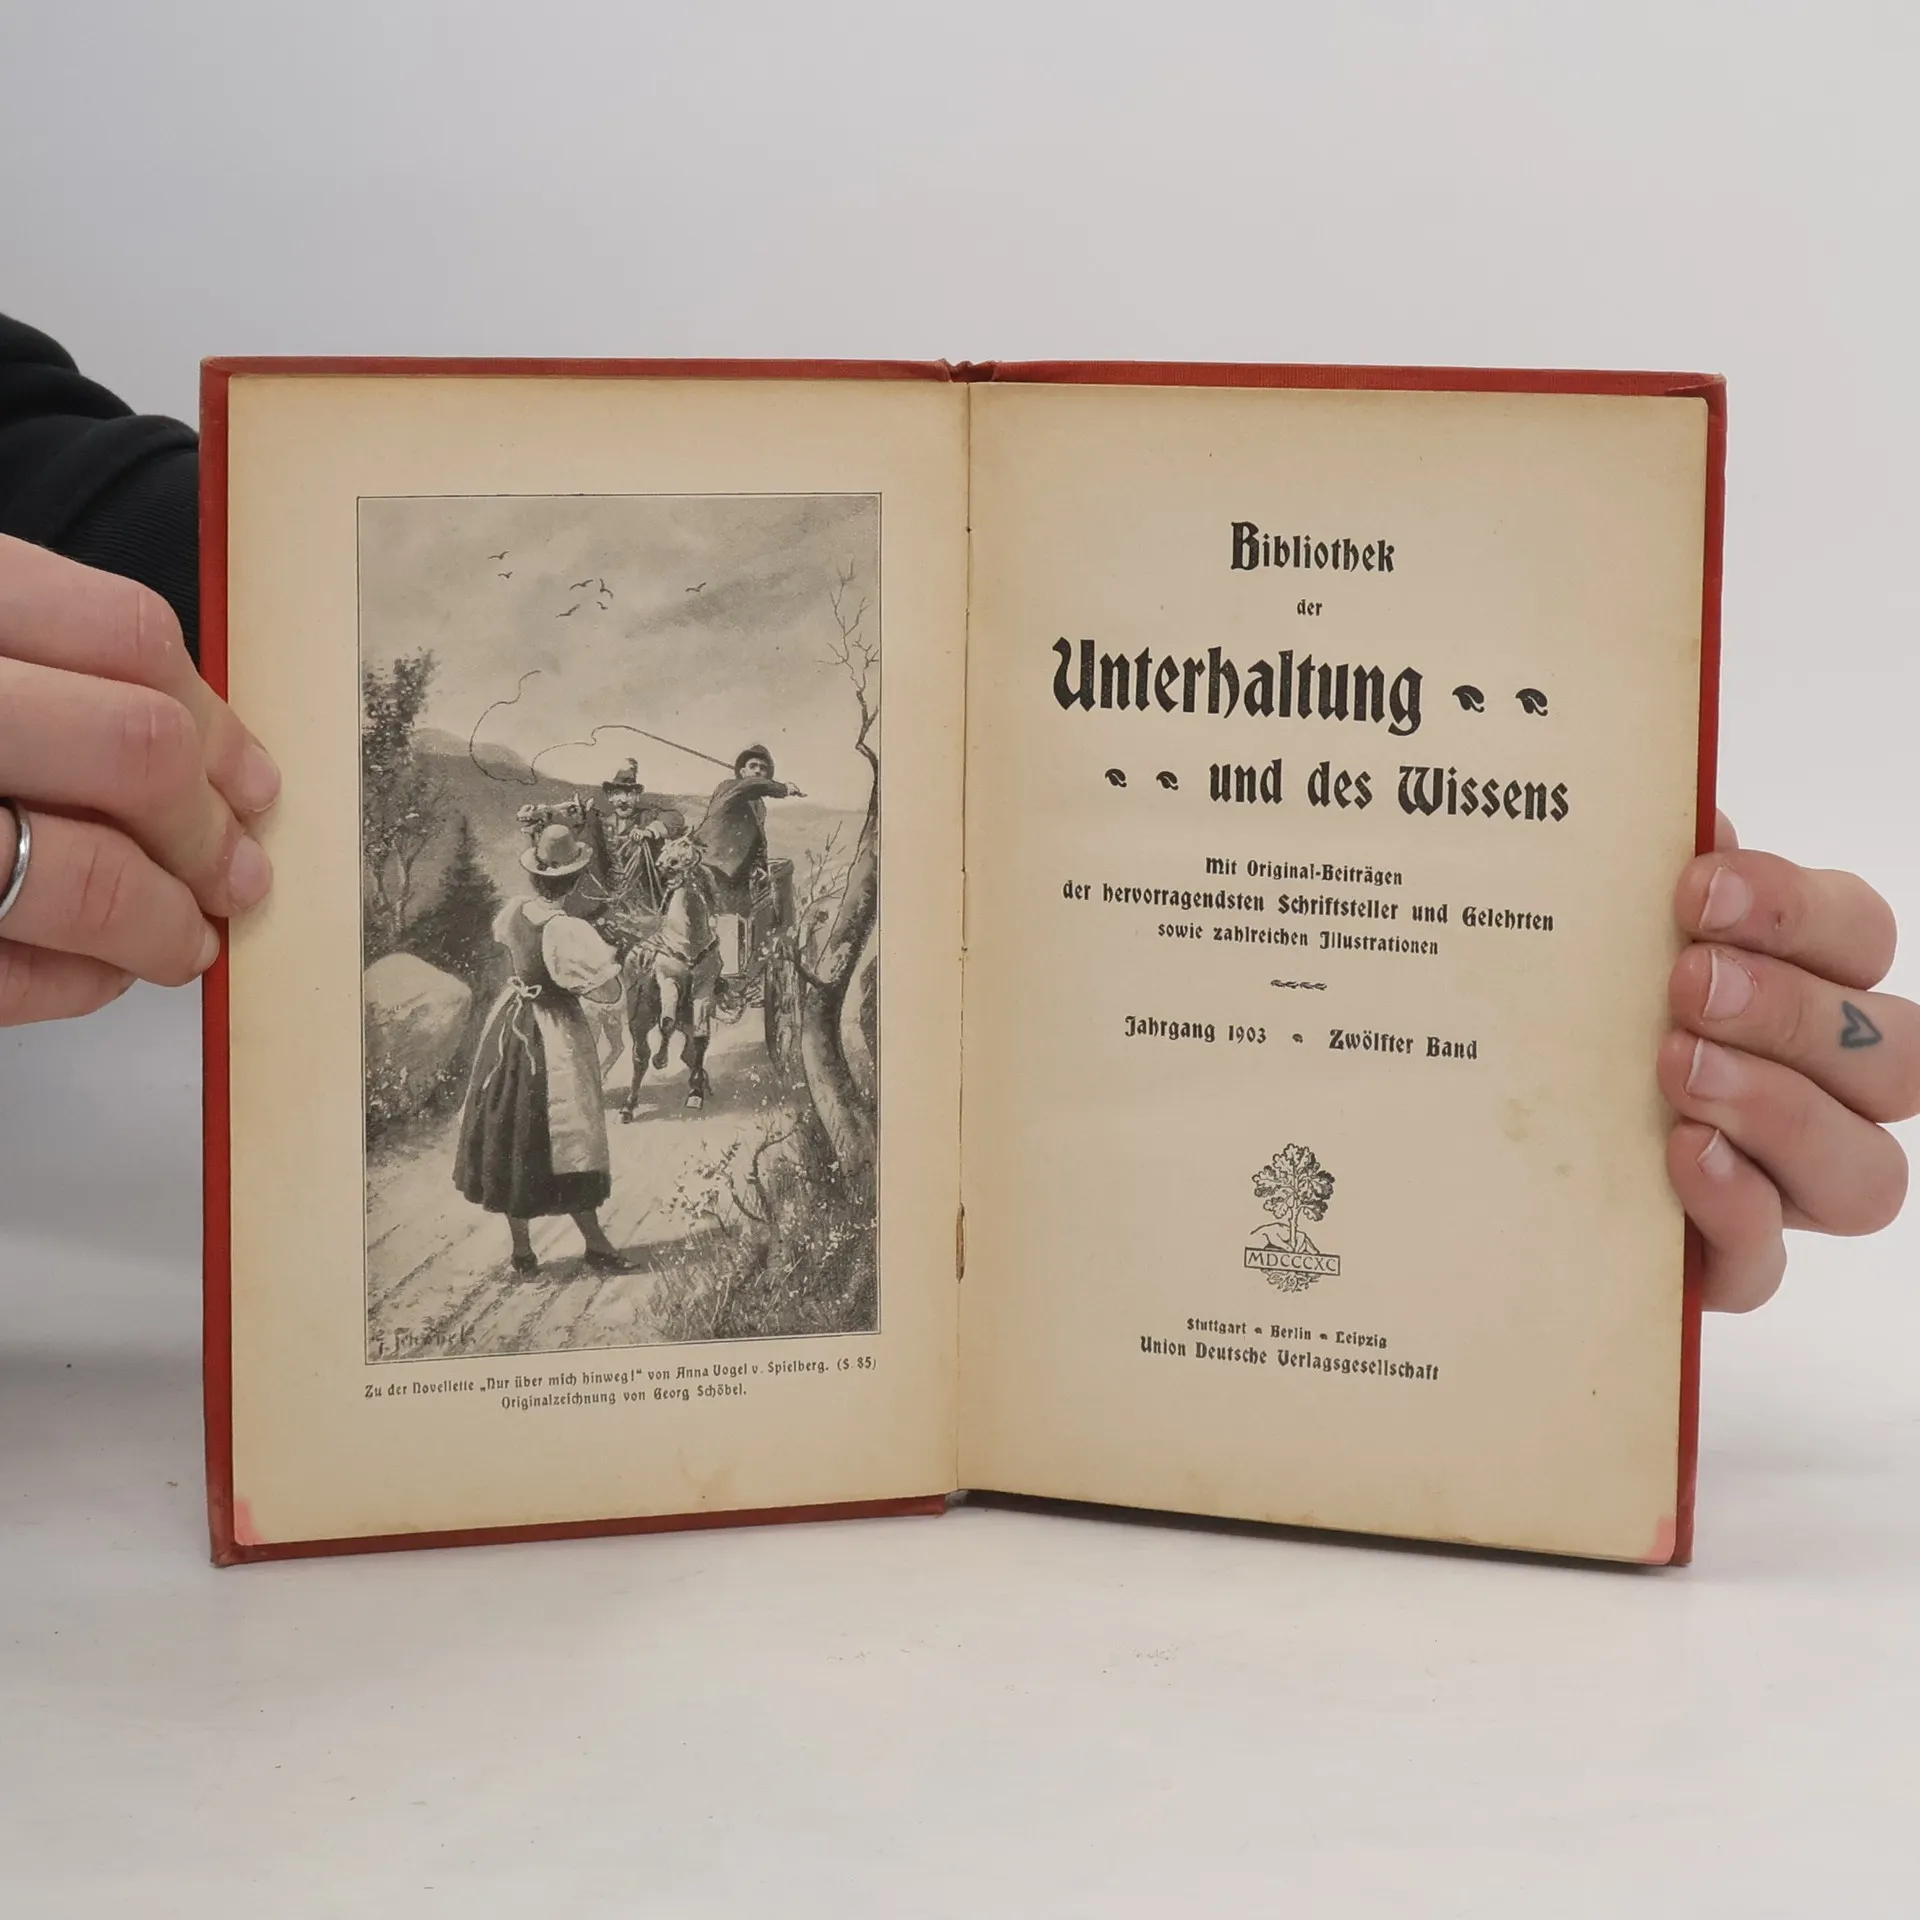 G. Schöbel.
Zu der Novellette „Nur über mich hinweg!“ von Anna Vogel v. Spielberg. (S. 85)
Originalzeichnung von Georg Schöbel.
Bibliothek
der
Unterhaltung
und des Wissens
Mit Original-Beiträgen
der hervorragendsten Schriftsteller und Gelehrten
sowie zahlreichen Illustrationen
Jahrgang 1903 Zwölfter Band
MDCCCXC
Stuttgart Berlin Leipzig
Union Deutsche Verlagsgesellschaft